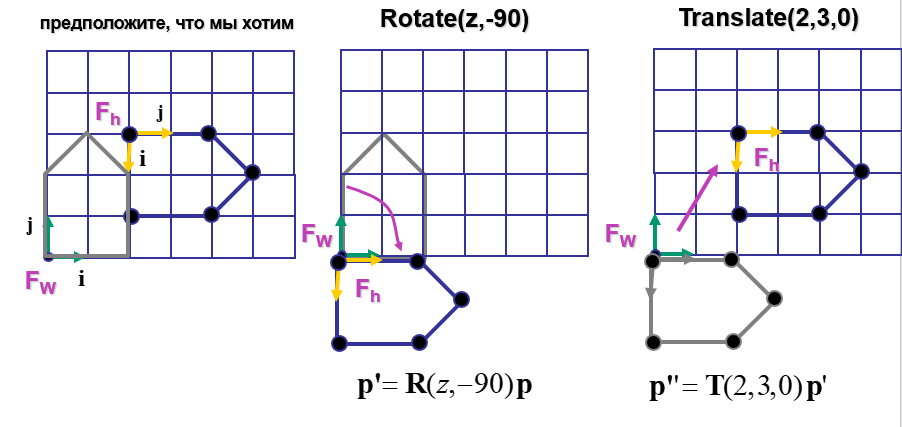 предположите, что мы хотим
Rotate(z,-90)
Translate(2,3,0)
Fh
j
i
j
FW
i
FW
Fh
Fh
FW
p'= R(z,−90)p
p''= T(2,3,0)p'